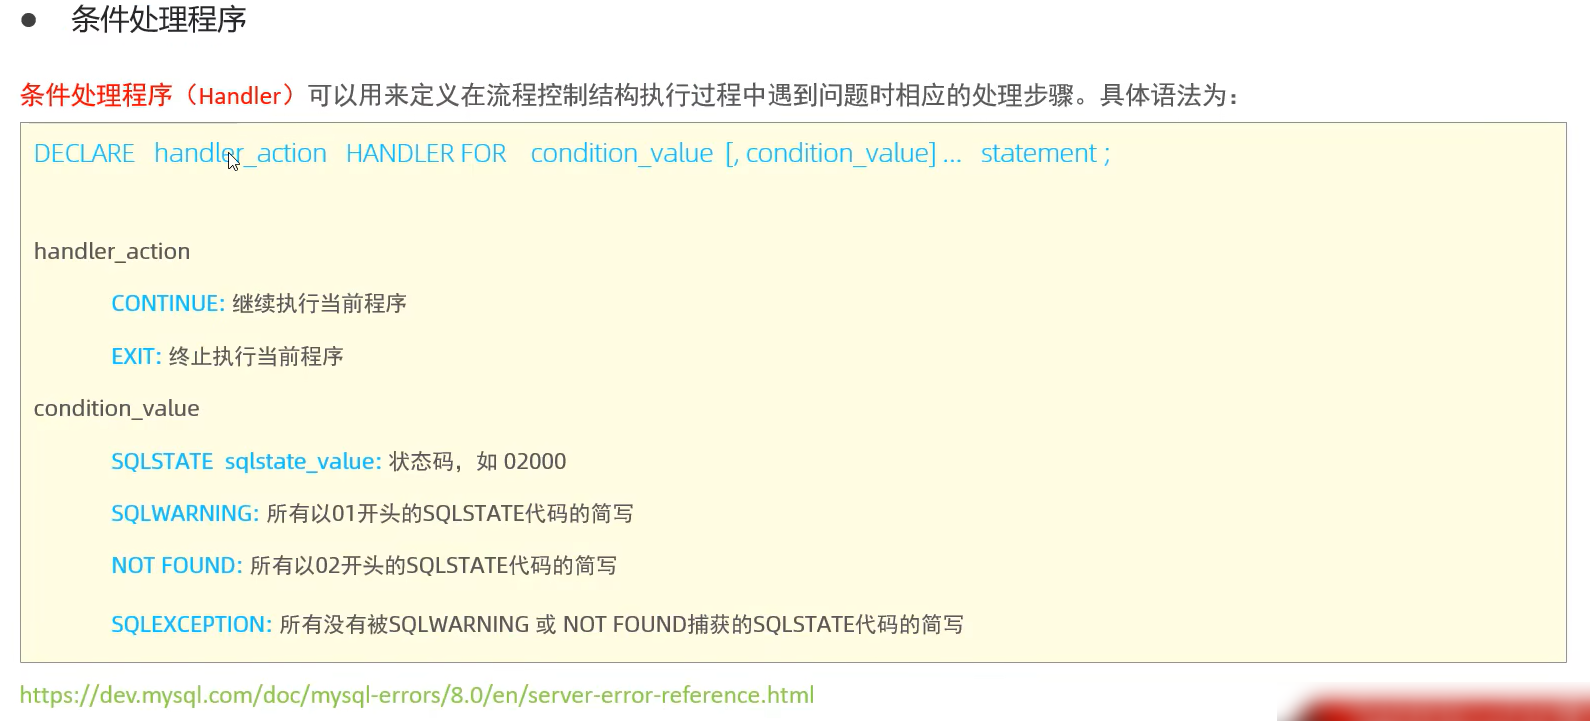 ● 条件处理程序
条件处理程序（Handler）可以用来定义在流程控制结构执行过程中遇到问题时相应的处理步骤。具体语法为：
DECLARE handler_action HANDLER FOR condition_value [, condition_value] ... statement ;
handler_action
CONTINUE: 继续执行当前程序
EXIT: 终止执行当前程序
condition_value
SQLSTATE sqlstate_value: 状态码，如 02000
SQLWARNING: 所有以01开头的SQLSTATE代码的简写
NOT FOUND: 所有以02开头的SQLSTATE代码的简写
SQLEXCEPTION: 所有没有被SQLWARNING 或 NOT FOUND捕获的SQLSTATE代码的简写
https://dev.mysql.com/doc/mysql-errors/8.0/en/server-error-reference.html